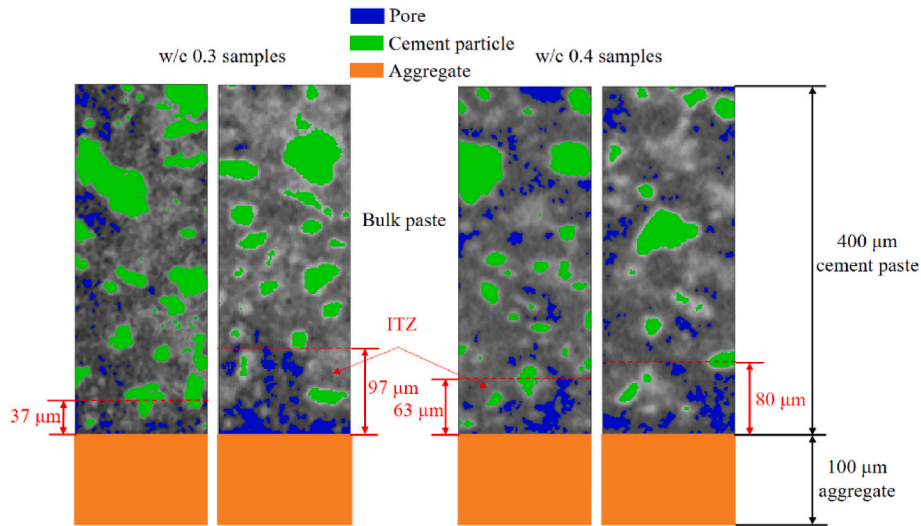 Pore
w/c 0.3 samples
Cement particle
w/c 0.4 samples
Aggregate
Bulk paste
400 μm
cement paste
ITZ
37 μm
97 μm
63 μm
80 μm
100 μm
aggregate